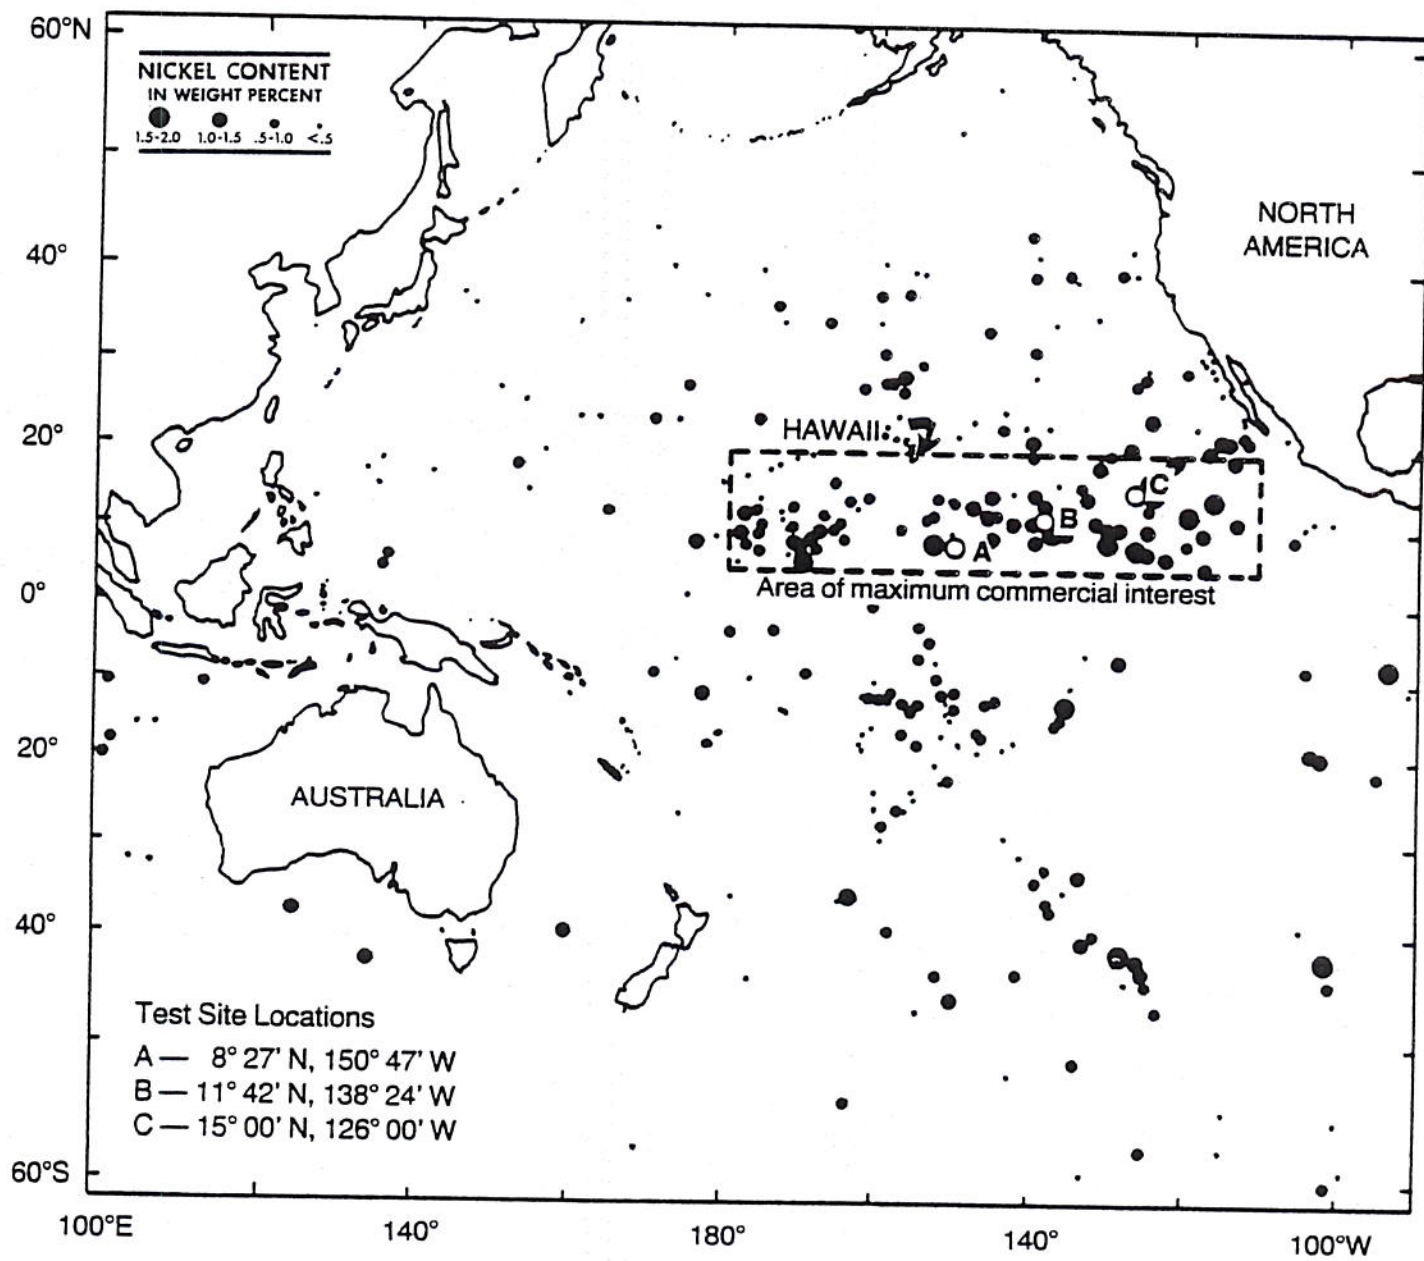 60°N
NICKEL CONTENT
IN WEIGHT PERCENT
1.5-2.0 1.0-1.5 .5-1.0 <.5
NORTH
AMERICA
40°
20°
HAWAII
C
B
A
0°
Area of maximum commercial interest
20°
AUSTRALIA
40°
Test Site Locations
A — 8° 27' N, 150° 47' W
B — 11° 42' N, 138° 24' W
C — 15° 00' N, 126° 00' W
60°S
100°E 140° 180° 140° 100°W